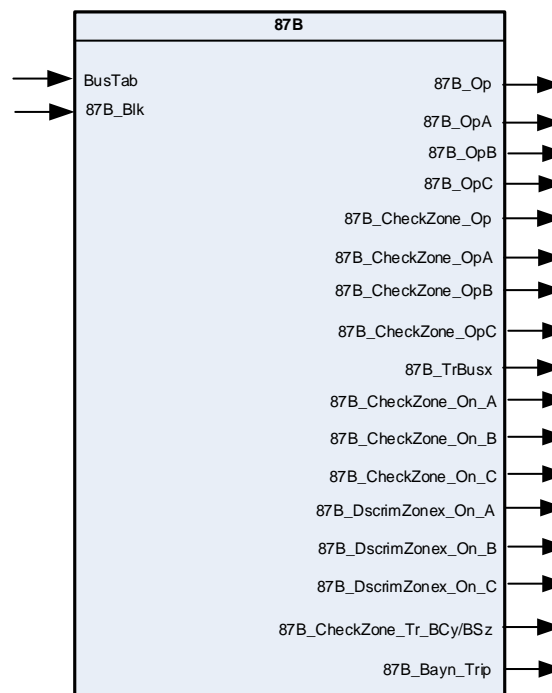 87B
BusTab
87B_Blk
87B_Op
87B_OpA
87B_OpB
87B_OpC
87B_CheckZone_Op
87B_CheckZone_OpA
87B_CheckZone_OpB
87B_CheckZone_OpC
87B_TrBusx
87B_CheckZone_On_A
87B_CheckZone_On_B
87B_CheckZone_On_C
87B_DscrimZonex_On_A
87B_DscrimZonex_On_B
87B_DscrimZonex_On_C
87B_CheckZone_Tr_BCy/BSz
87B_Bayn_Trip